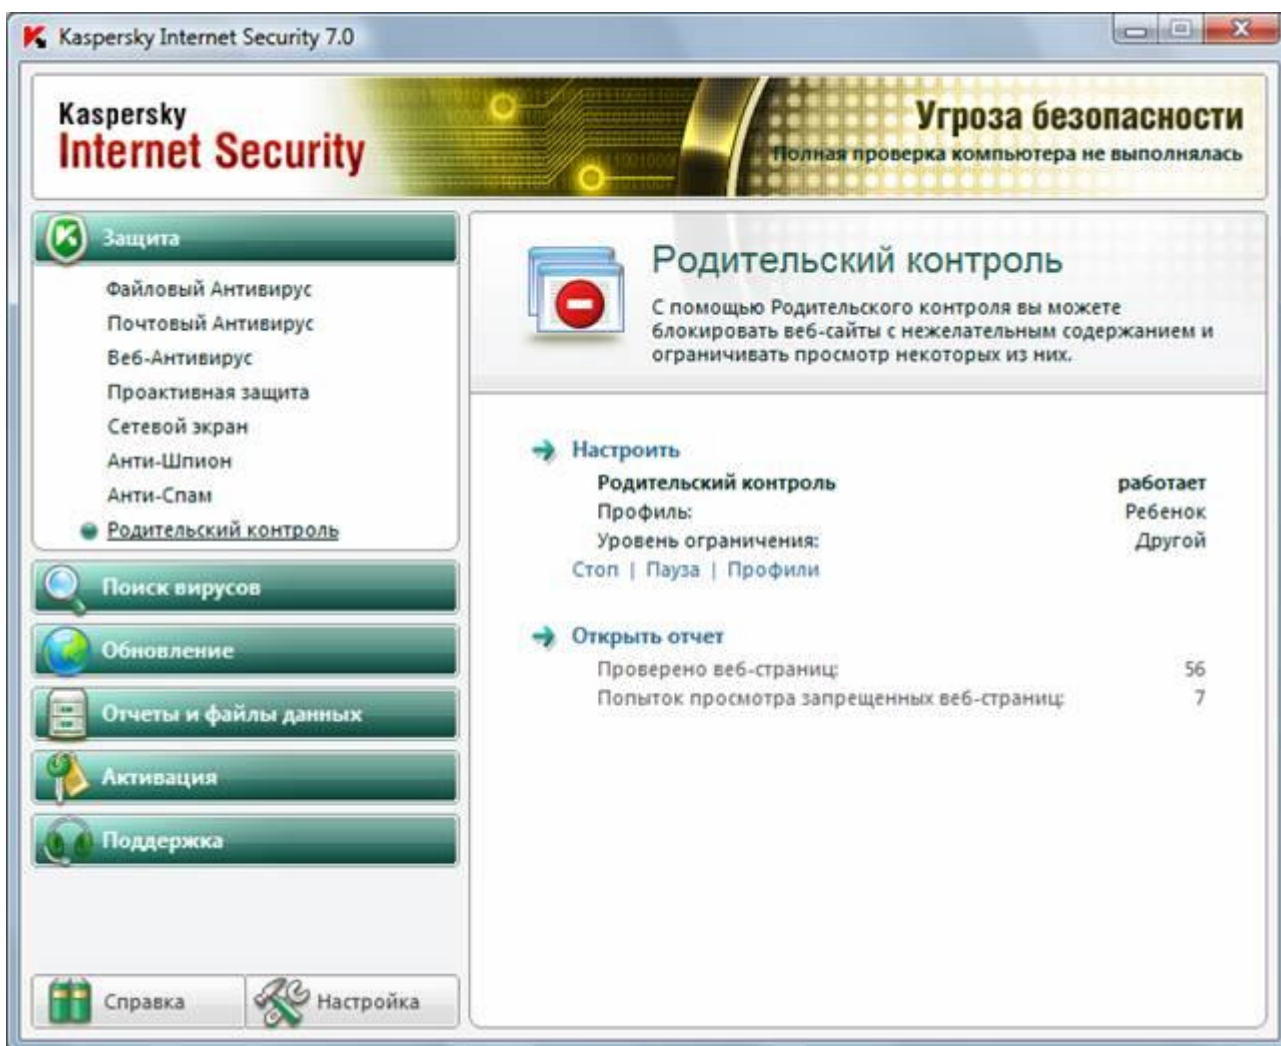 Kaspersky Internet Security 7.0
Kaspersky
Internet Security
Угроза безопасности
Полная проверка компьютера не выполнялась
Защита
Файловый Антивирус
Почтовый Антивирус
Веб-Антивирус
Проактивная защита
Сетевой экран
Анти-Шпион
Анти-Спам
Родительский контроль
Поиск вирусов
Обновление
Отчеты и файлы данных
Активация
Поддержка
Справка
Настройка
Родительский контроль
С помощью Родительского контроля вы можете
блокировать веб-сайты с нежелательным содержанием и
ограничивать просмотр некоторых из них.
Настроить
Родительский контроль работает
Профиль: Ребенок
Уровень ограничения: Другой
Стоп | Пауза | Профили
Открыть отчет
Проверено веб-страниц: 56
Попыток просмотра запрещенных веб-страниц: 7